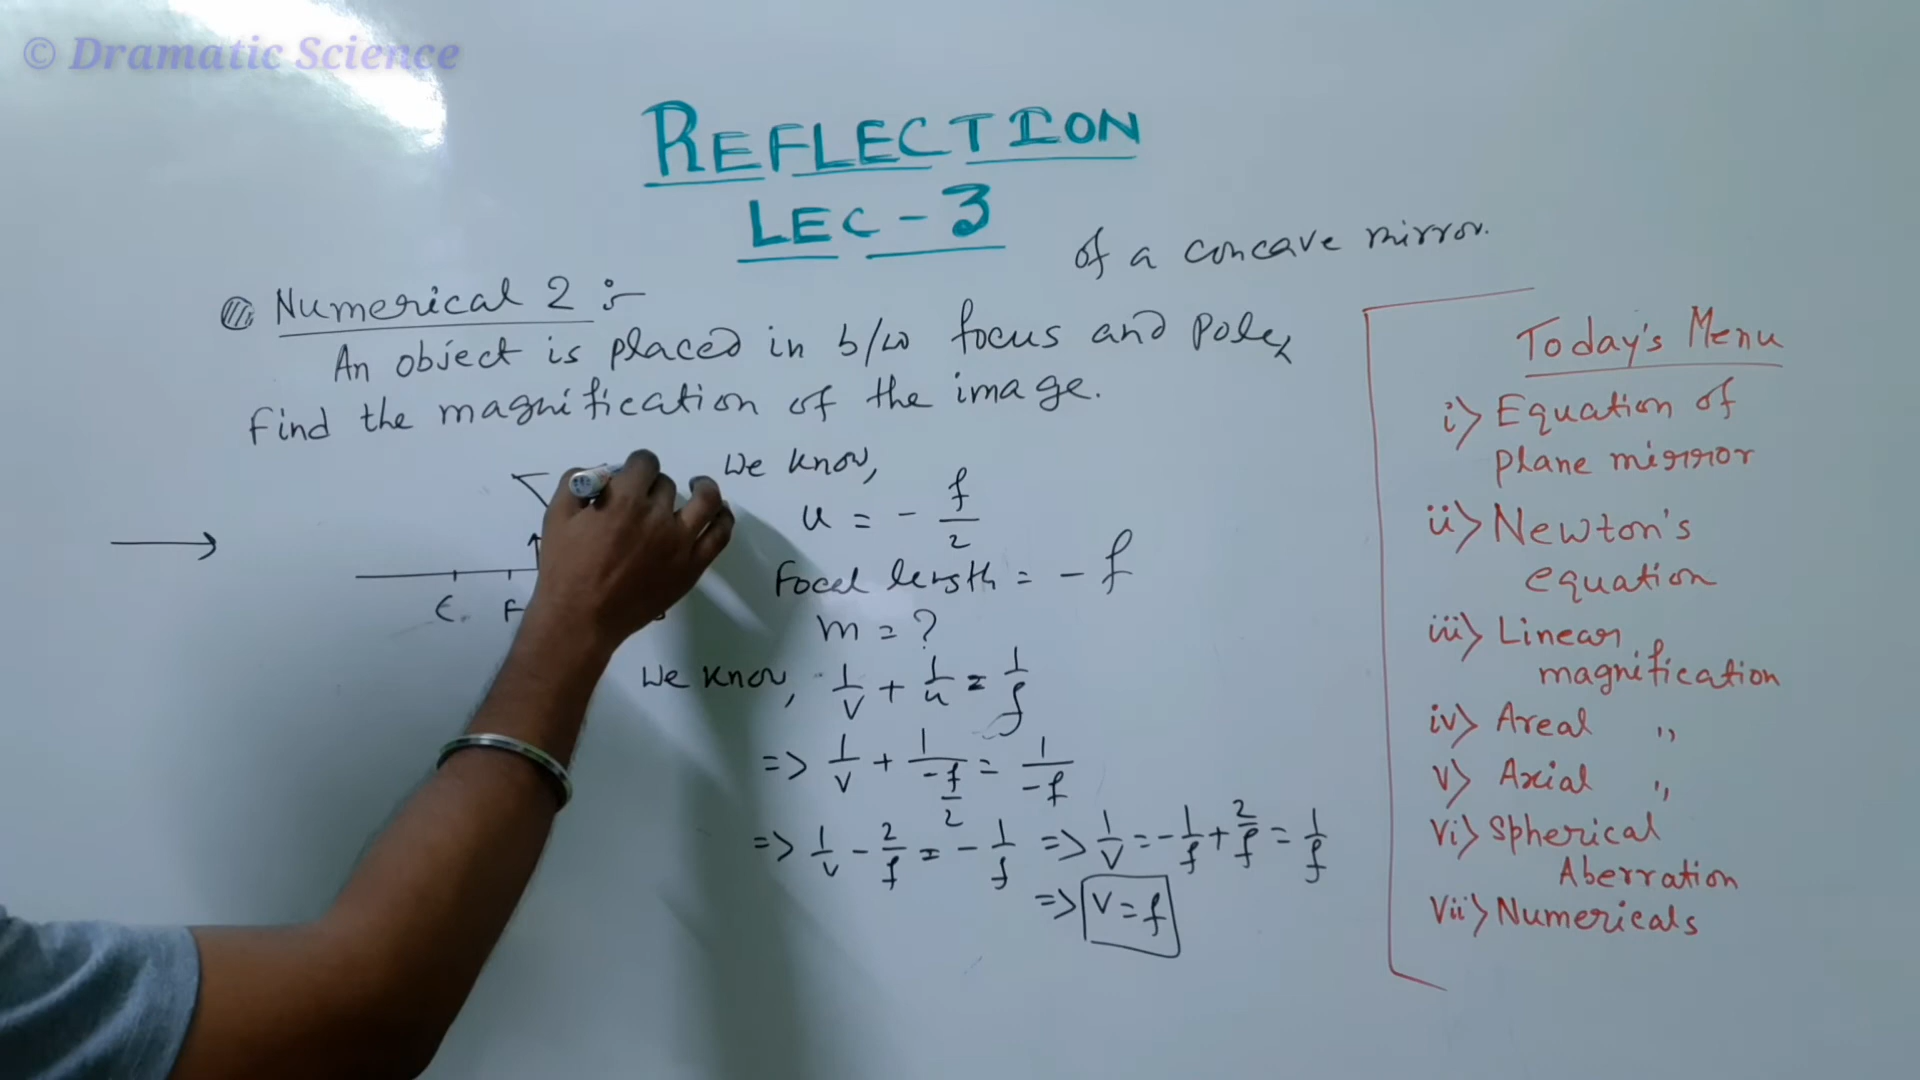 © Dramatic Science
REFLECTION
LEC - 3
of a concave mirror.
Numerical 2 :-
An object is placed in b/w focus and pole,
find the magnification of the image.
We know,
u = - f/2
Focal length = - f
m = ?
We know, 1/v + 1/u = 1/f
=> 1/v + 1/(-f/2) = 1/-f
=> 1/v - 2/f = - 1/f => 1/v = - 1/f + 2/f = 1/f
=> v = f
C F
Today's Menu
i> Equation of
plane mirror
ii> Newton's
equation
iii> Linear
magnification
iv> Areal ,,
v> Axial ,,
vi> Spherical
Aberration
vii> Numericals